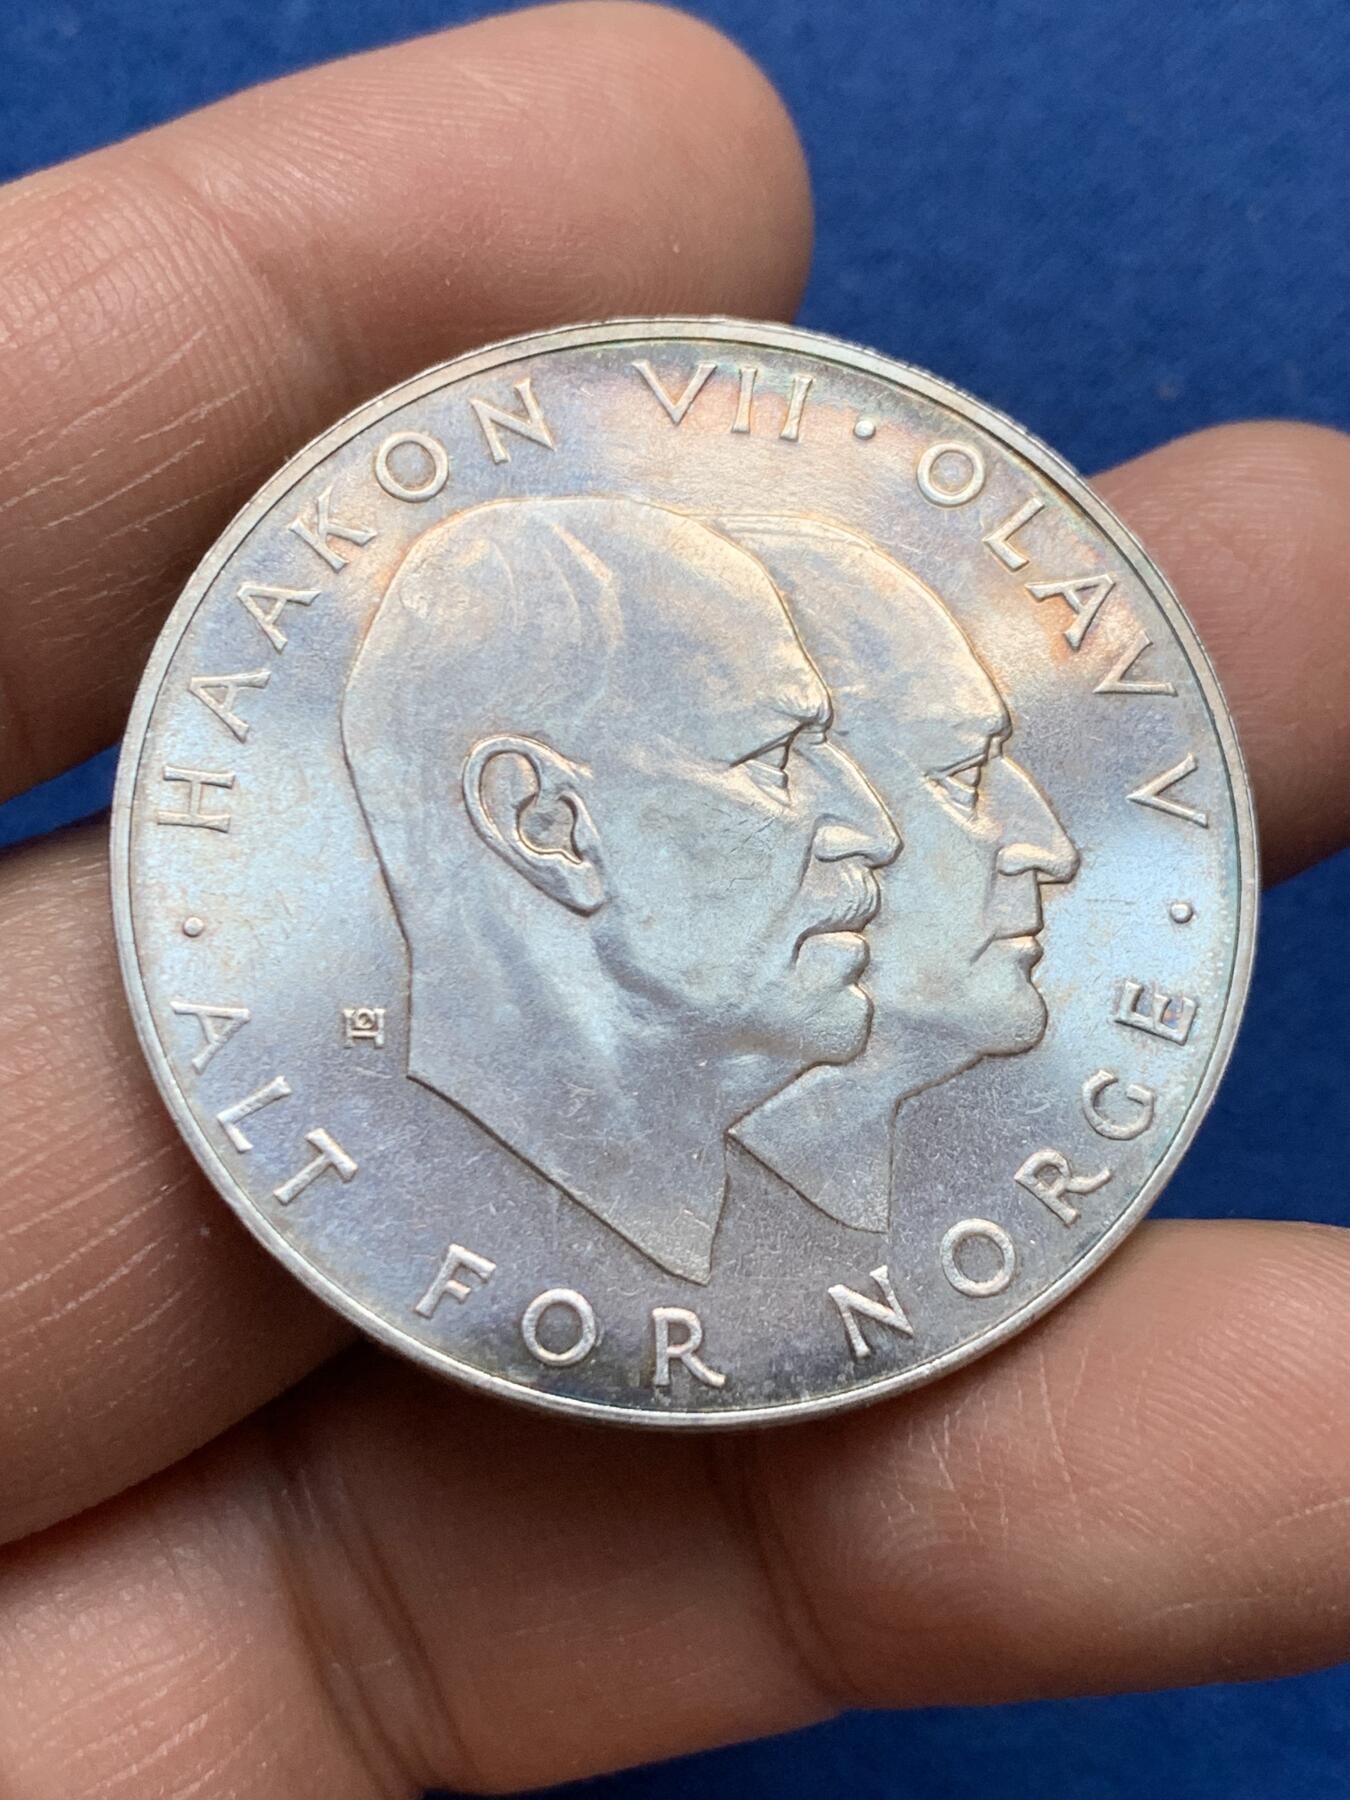 HAAKON VII · OLAV V ·
ALT FOR NORGE ·